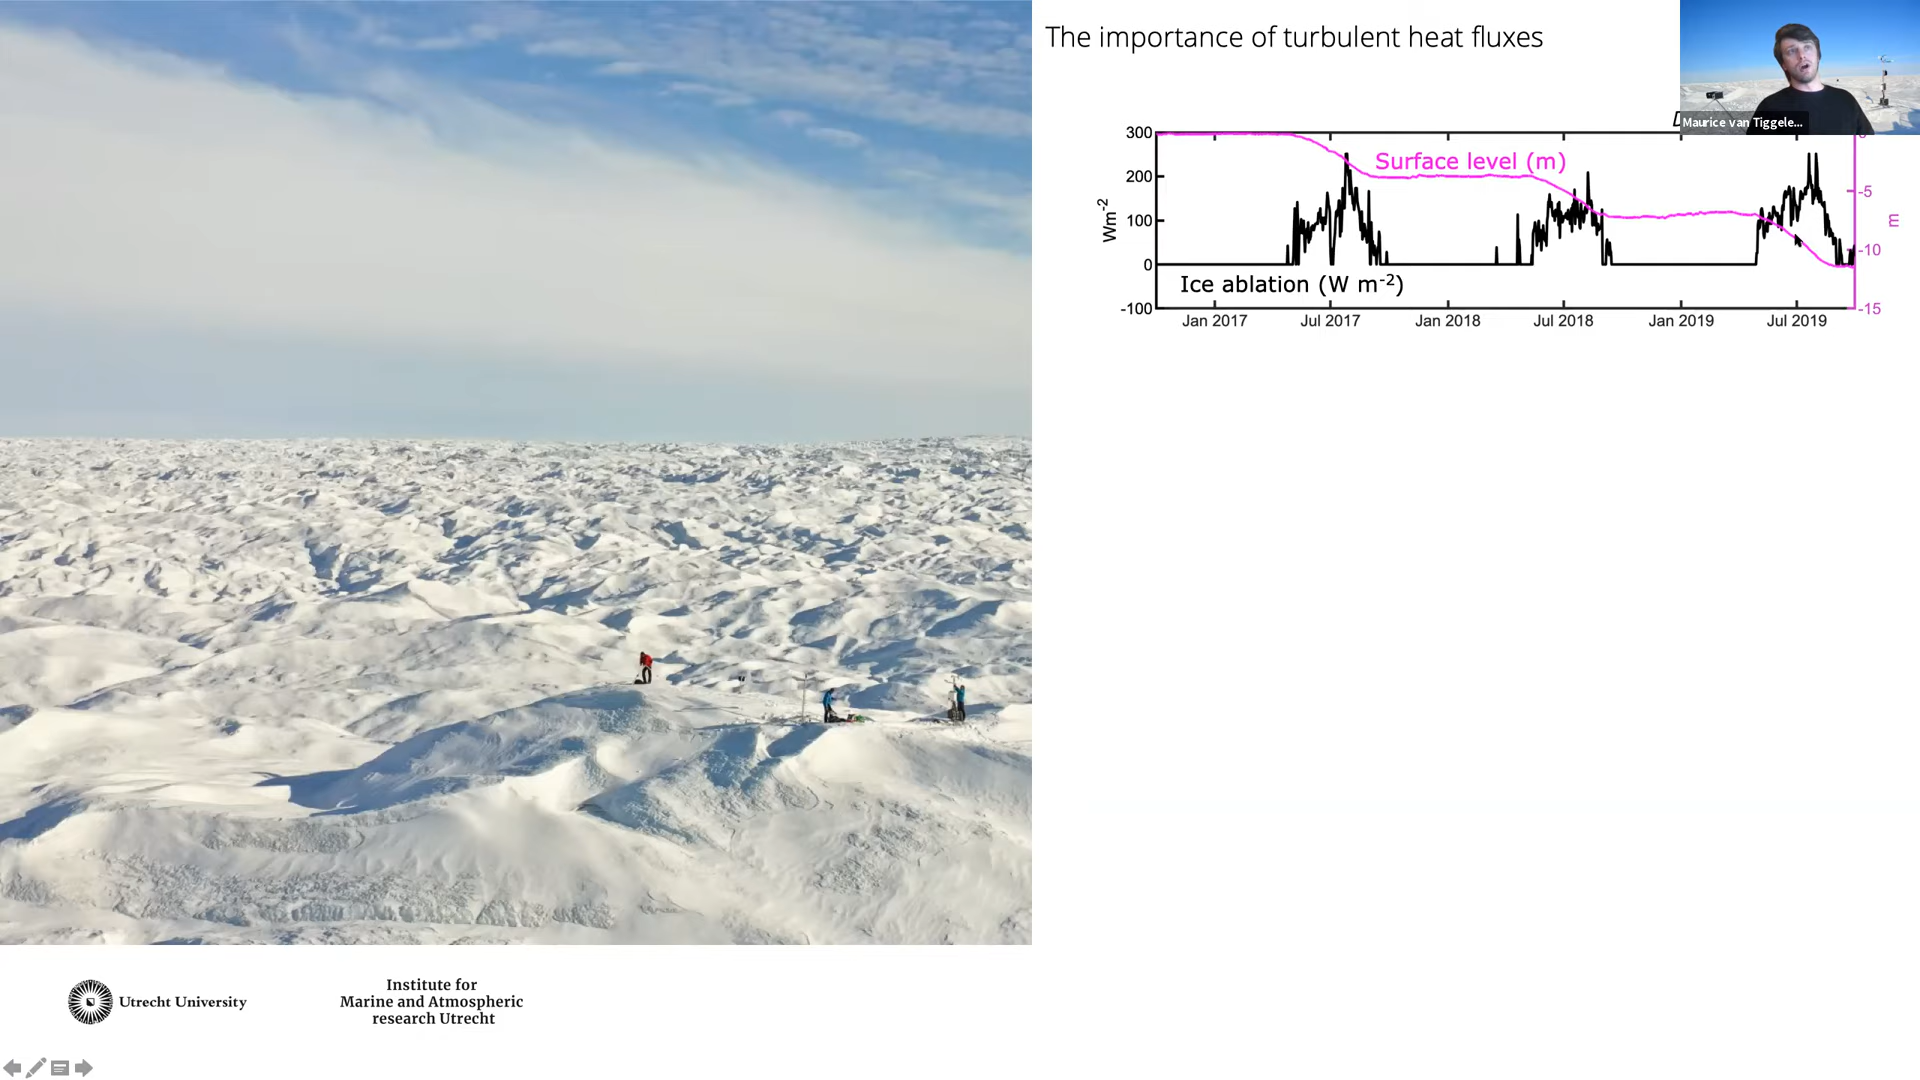 The importance of turbulent heat fluxes
Maurice van Tiggele...
300
200
100
0
-100
Wm-2
Surface level (m)
Ice ablation (W m-2)
-5
-10
-15
m
Jan 2017
Jul 2017
Jan 2018
Jul 2018
Jan 2019
Jul 2019
Utrecht University
Institute for
Marine and Atmospheric
research Utrecht